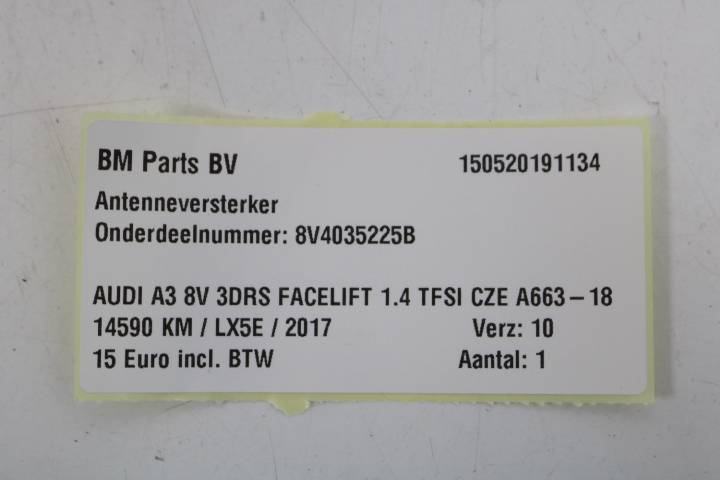 BM Parts BV 150520191134
Antenneversterker
Onderdeelnummer: 8V4035225B
AUDI A3 8V 3DRS FACELIFT 1.4 TFSI CZE A663-18
14590 KM / LX5E / 2017 Verz: 10
15 Euro incl. BTW Aantal: 1